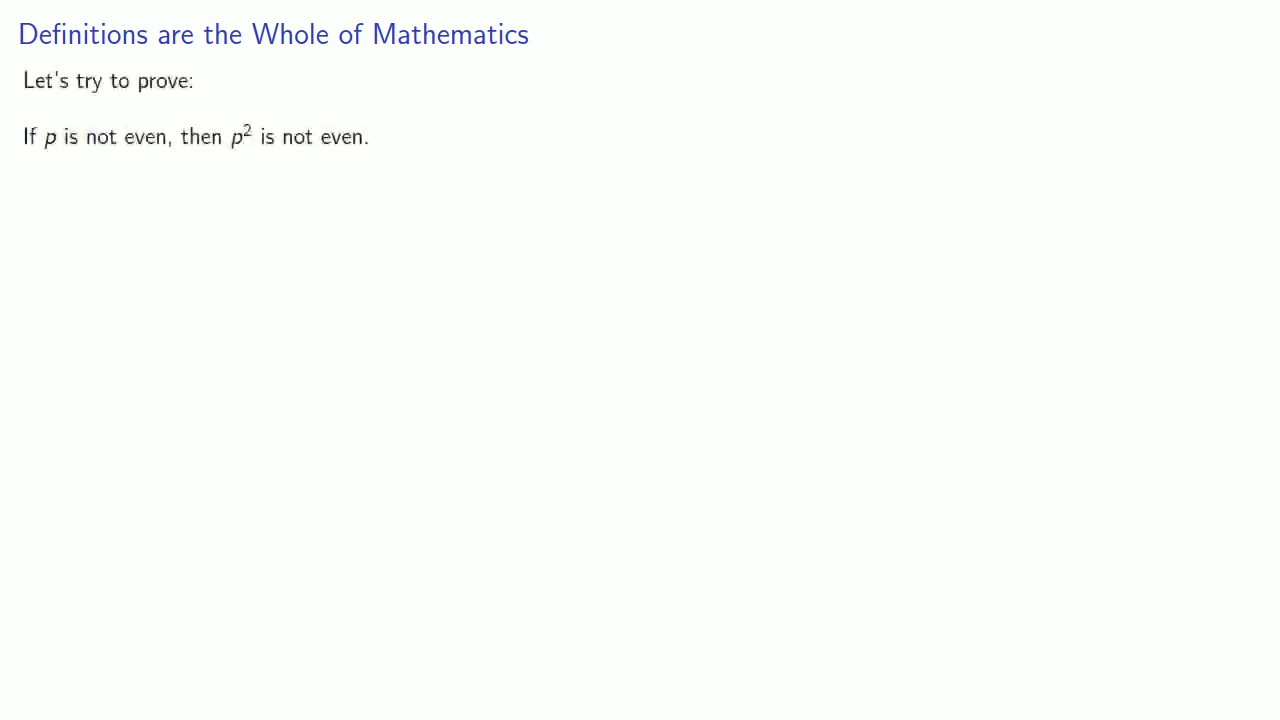 Definitions are the Whole of Mathematics
Let's try to prove:
If p is not even, then p² is not even.